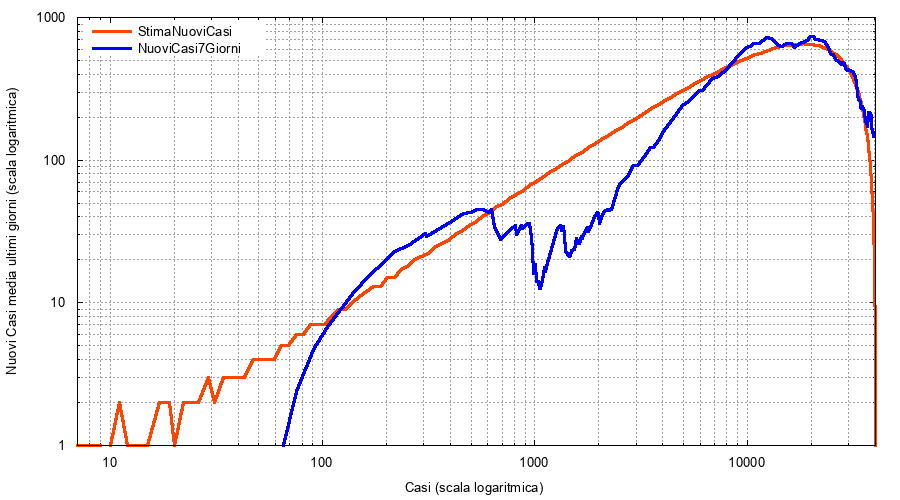 1000
StimaNuoviCasi
NuoviCasi7Giorni
Nuovi Casi media ultimi giorni (scala logaritmica)
100
10
1
10
100
1000
10000
Casi (scala logaritmica)